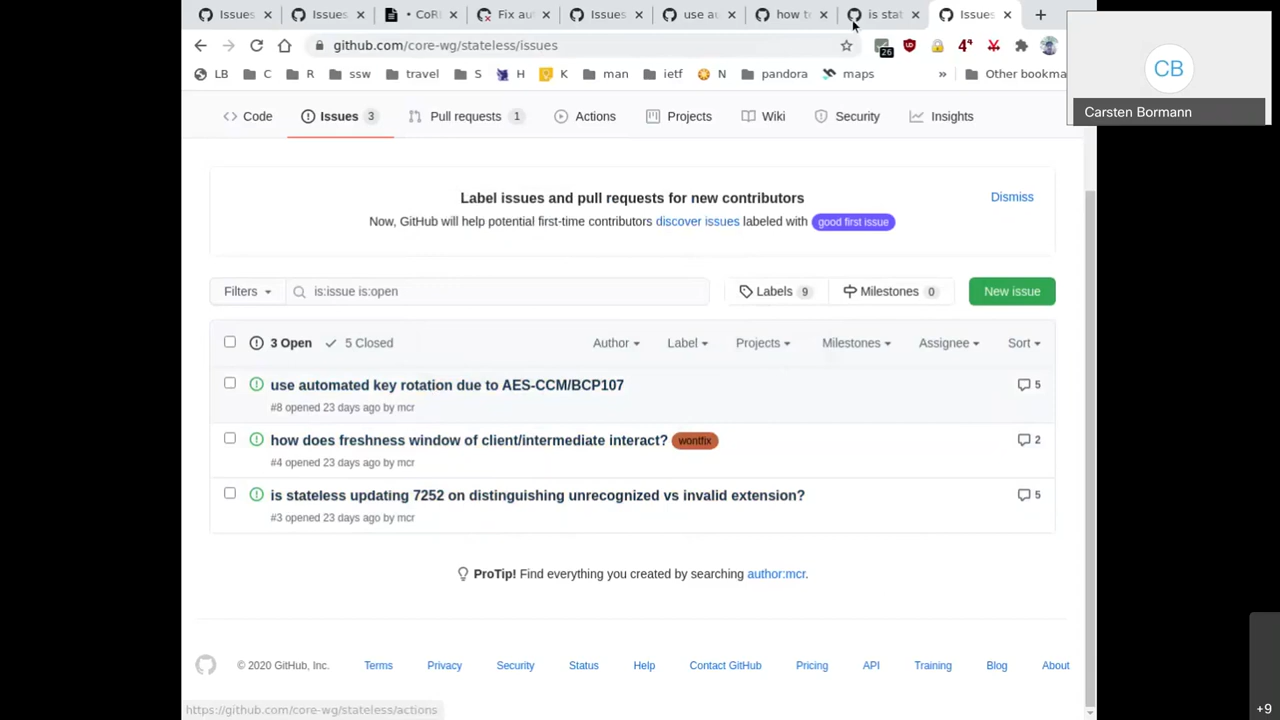 Issues
Issues
• CoRI
Fix aut
Issues
use au
how to
is stat
Issues
github.com/core-wg/stateless/issues
26
LB
C
R
ssw
travel
S
H
K
man
ietf
N
pandora
maps
»
Other bookma
CB
Carsten Bormann
Code
Issues 3
Pull requests 1
Actions
Projects
Wiki
Security
Insights
Label issues and pull requests for new contributors
Dismiss
Now, GitHub will help potential first-time contributors discover issues labeled with good first issue
Filters
is:issue is:open
Labels 9
Milestones 0
New issue
3 Open
5 Closed
Author
Label
Projects
Milestones
Assignee
Sort
use automated key rotation due to AES-CCM/BCP107
5
#8 opened 23 days ago by mcr
how does freshness window of client/intermediate interact? wontfix
2
#4 opened 23 days ago by mcr
is stateless updating 7252 on distinguishing unrecognized vs invalid extension?
5
#3 opened 23 days ago by mcr
ProTip! Find everything you created by searching author:mcr.
© 2020 GitHub, Inc.
Terms
Privacy
Security
Status
Help
Contact GitHub
Pricing
API
Training
Blog
About
https://github.com/core-wg/stateless/actions
+9